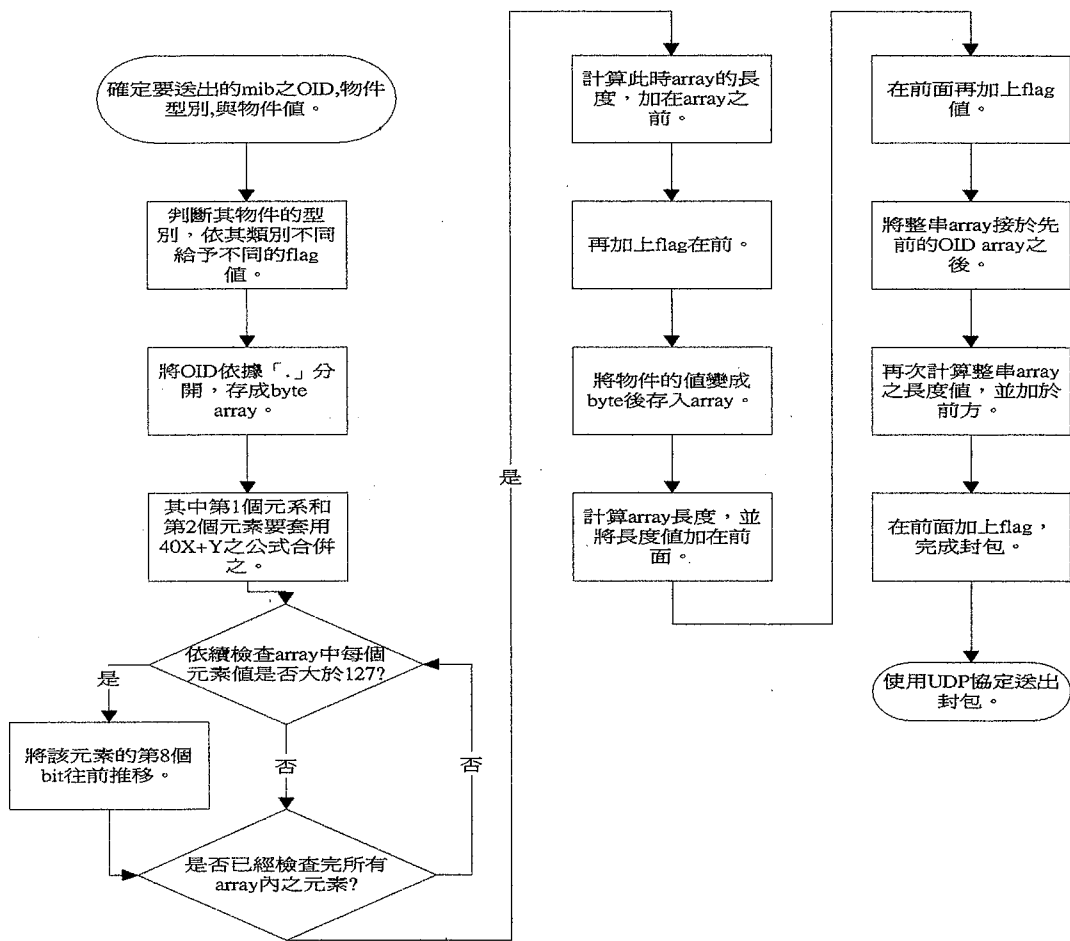 確定要送出的mib之OID,物件
型別,與物件值。
判斷其物件的型
別，依其類別不同
給予不同的flag
值。
將OID依據「.」分
開，存成byte
array。
其中第1個元系和
第2個元素要套用
40X+Y之公式合併
之。
依續檢查array中每個
元素值是否大於127?
是
將該元素的第8個
bit往前推移。
否
否
是否已經檢查完所有
array內之元素?
是
計算此時array的長
度，加在array之
前。
再加上flag在前。
將物件的值變成
byte後存入array。
計算array長度，並
將長度值加在前
面。
在前面再加上flag
值。
將整串array接於先
前的OID array之
後。
再次計算整串array
之長度值，並加於
前方。
在前面加上flag，
完成封包。
使用UDP協定送出
封包。